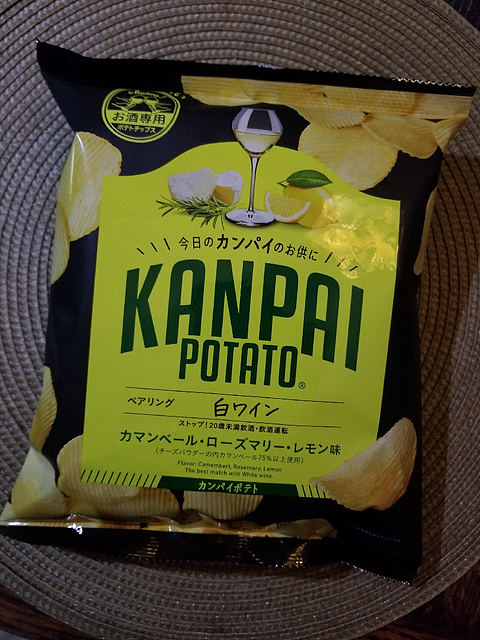 お酒専用
ポテトチップス
今日のカンパイのお供に
KANPAI
POTATO®
ペアリング 白ワイン
ストップ!20歳未満飲酒・飲酒運転
カマンベール・ローズマリー・レモン味
(チーズパウダーの内カマンベール75%以上使用)
Flavor: Camembert, Rosemary, Lemon
The best match with White wine.
カンパイポテト